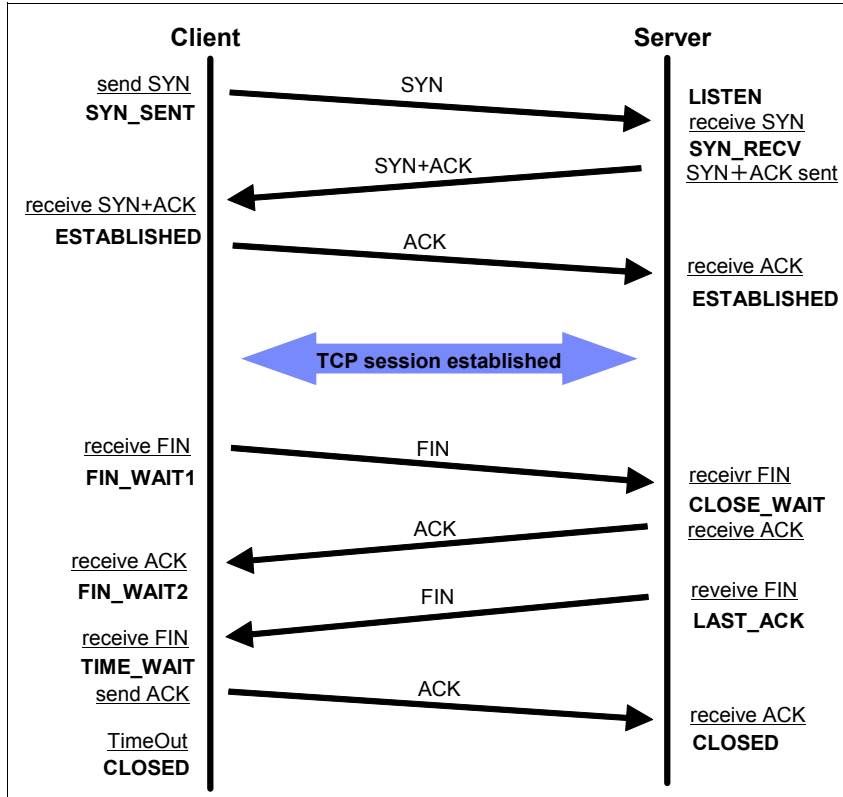 Client
Server
send SYN
SYN_SENT
SYN
LISTEN
receive SYN
SYN_RECV
SYN+ACK sent
SYN+ACK
receive SYN+ACK
ESTABLISHED
ACK
receive ACK
ESTABLISHED
TCP session established
receive FIN
FIN_WAIT1
FIN
receivr FIN
CLOSE_WAIT
receive ACK
ACK
receive ACK
FIN_WAIT2
reveive FIN
LAST_ACK
FIN
receive FIN
TIME_WAIT
send ACK
ACK
receive ACK
CLOSED
TimeOut
CLOSED